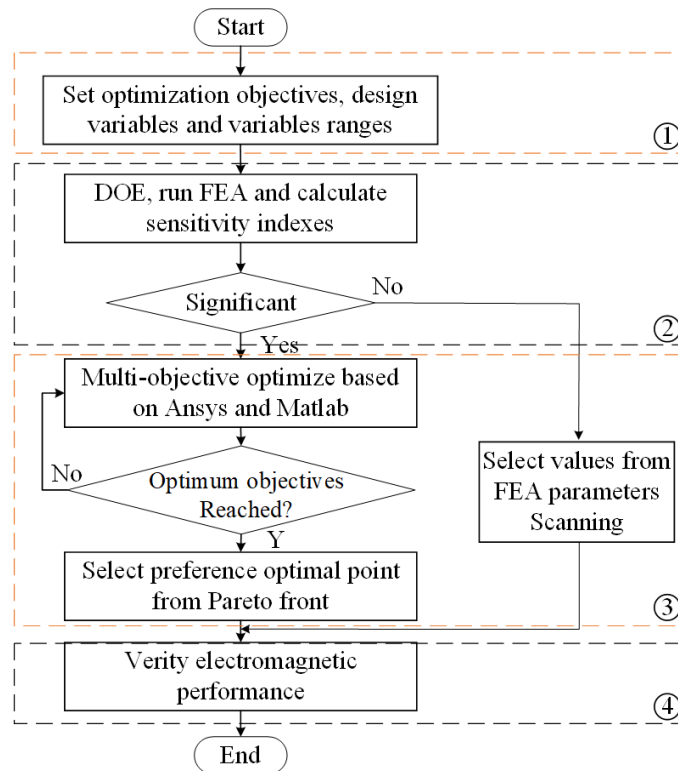 Start
Set optimization objectives, design
variables and variables ranges
①
DOE, run FEA and calculate
sensitivity indexes
Significant
No
②
Yes
Multi-objective optimize based
on Ansys and Matlab
No
Optimum objectives
Reached?
Select values from
FEA parameters
Scanning
Y
Select preference optimal point
from Pareto front
③
Verity electromagnetic
performance
④
End